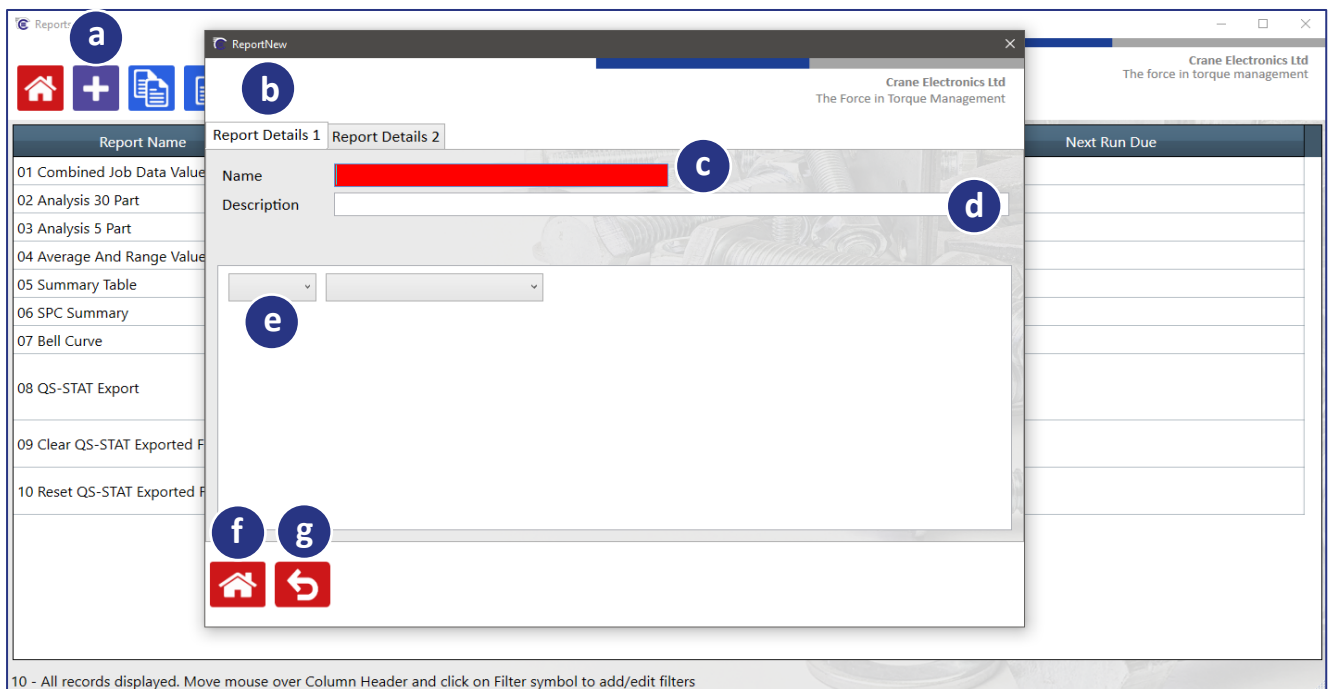 Reports
a
ReportNew
Crane Electronics Ltd
The force in torque management
b
Crane Electronics Ltd
The Force in Torque Management
Report Name
Next Run Due
Report Details 1
Report Details 2
01 Combined Job Data Value
Name
c
02 Analysis 30 Part
Description
d
03 Analysis 5 Part
04 Average And Range Value
05 Summary Table
06 SPC Summary
e
07 Bell Curve
08 QS-STAT Export
09 Clear QS-STAT Exported F
10 Reset QS-STAT Exported F
f
g
10 - All records displayed. Move mouse over Column Header and click on Filter symbol to add/edit filters